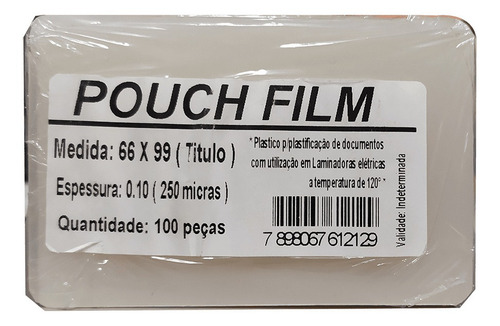 POUCH FILM
Medida: 66 X 99 ( Titulo )
Espessura: 0.10 ( 250 micras )
Quantidade: 100 peças
* Plastico p/plastificação de documentos
com utilização em Laminadoras elétricas
a temperatura de 120° *
7 898067 612129
Validade: Indeterminada